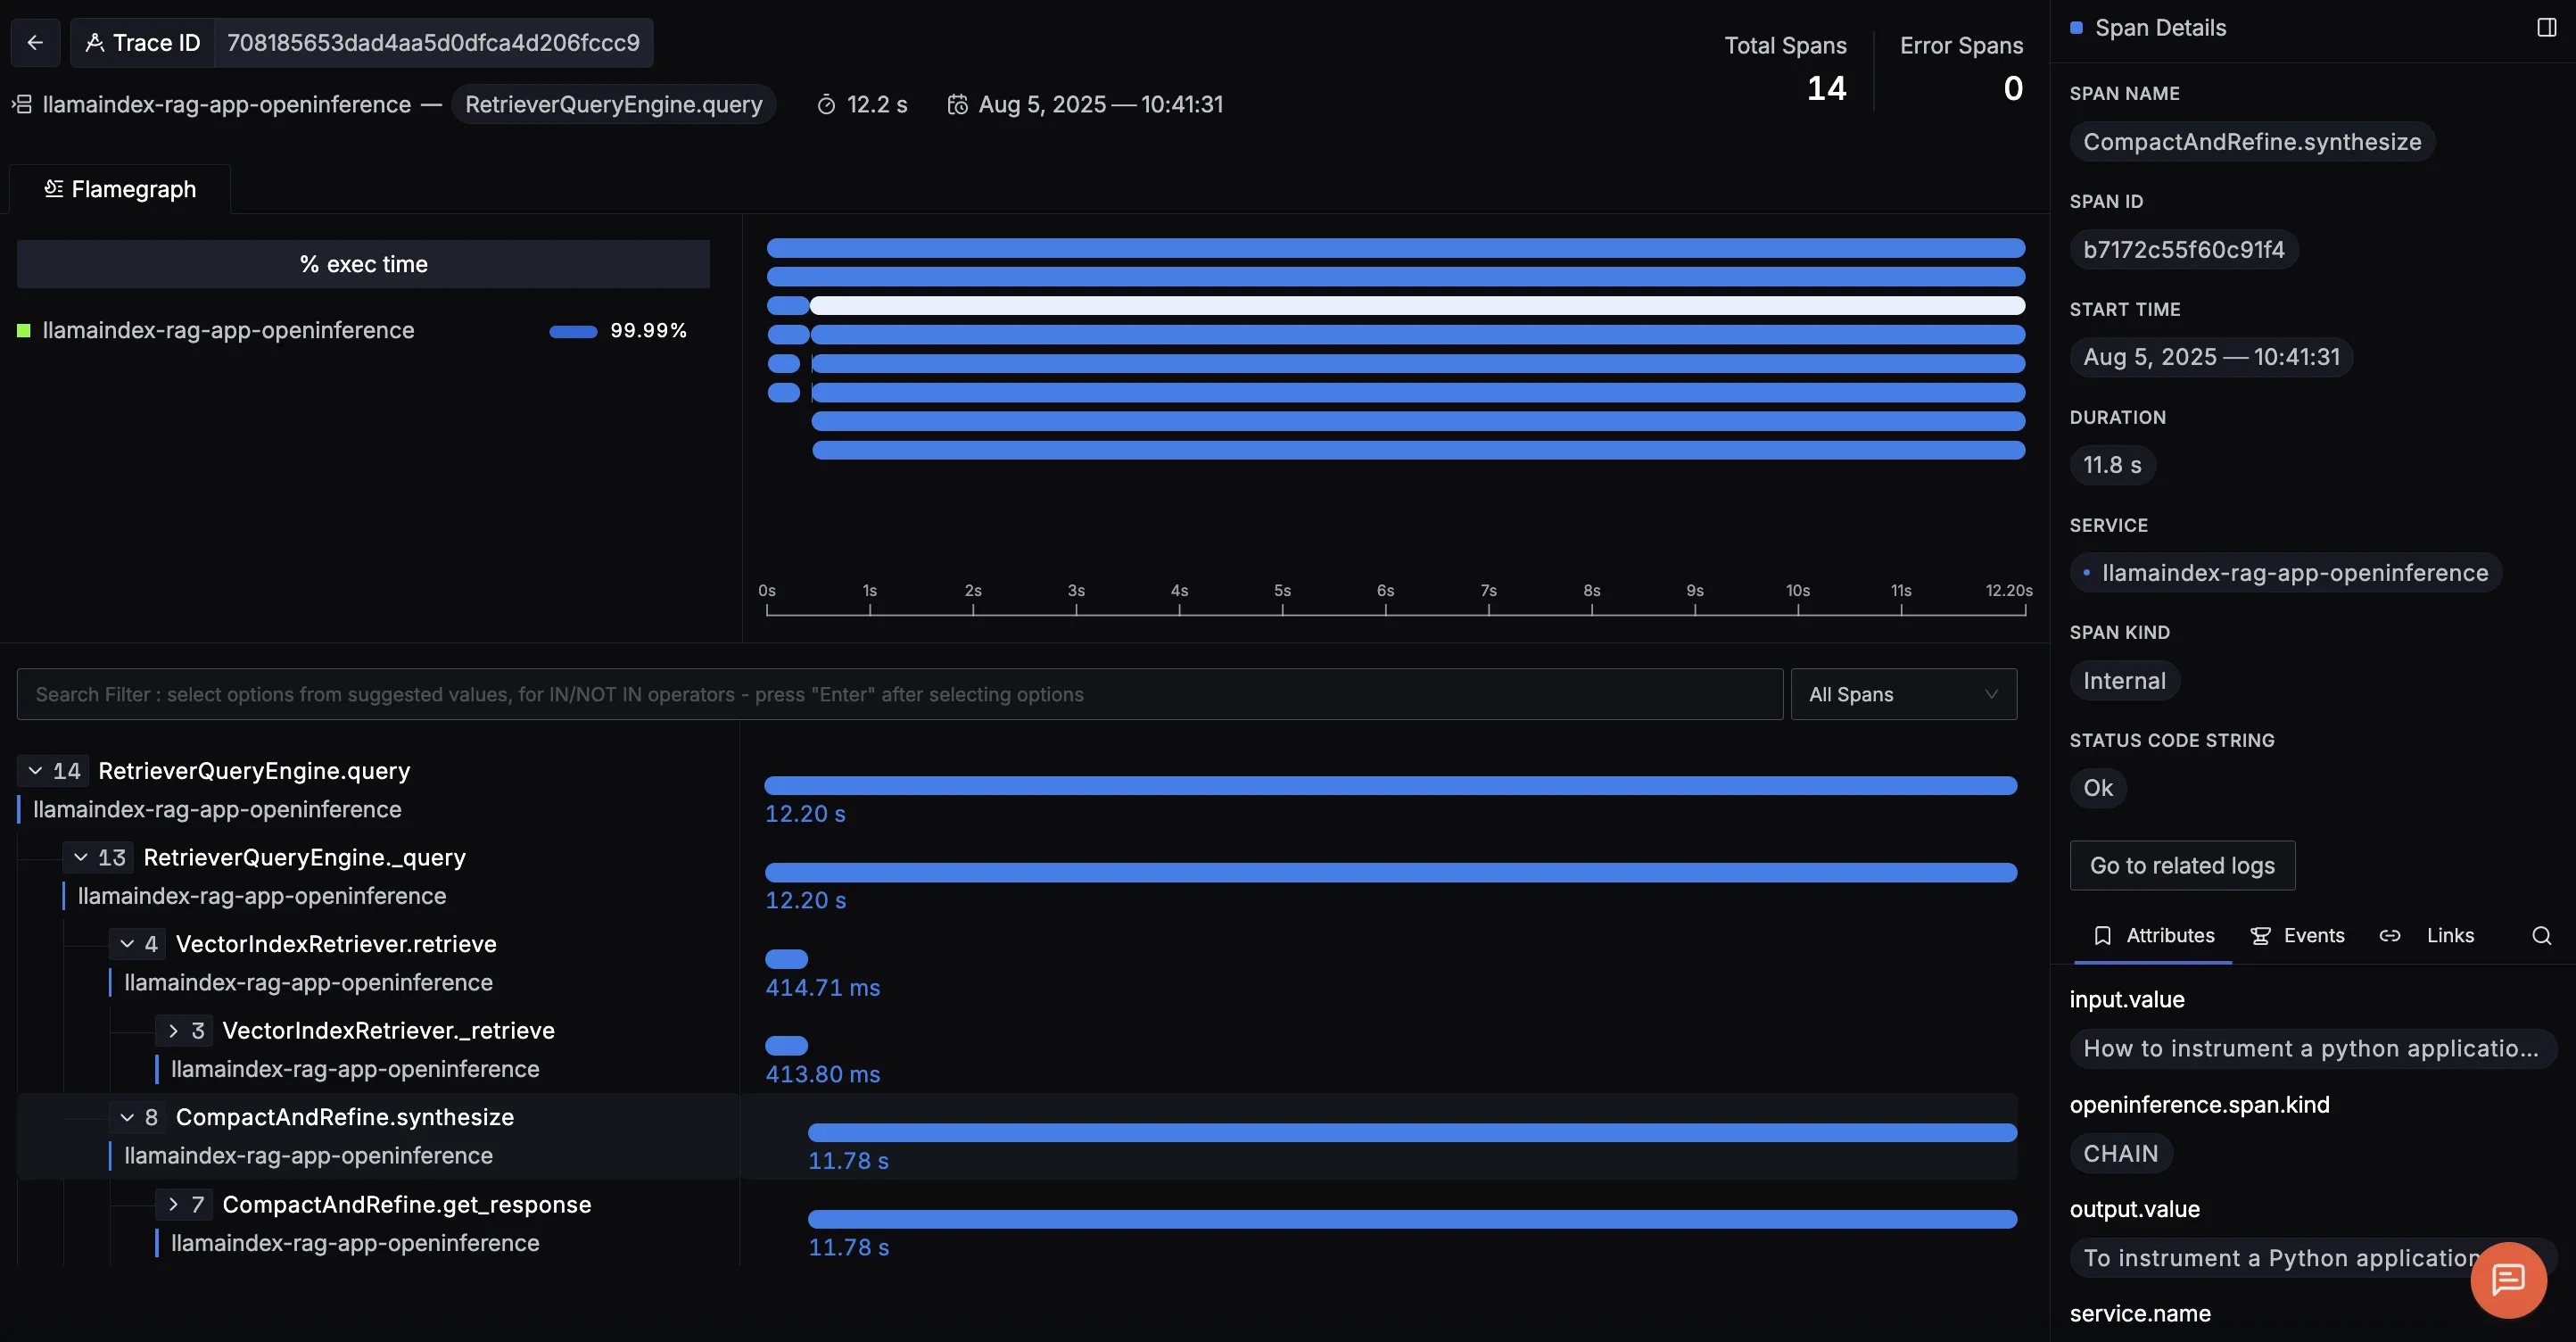 Trace ID 708185653dad4aa5d0dfca4d206fccc9
llamaindex-rag-app-openinference — RetrieverQueryEngine.query 12.2 s Aug 5, 2025 — 10:41:31
Total Spans
14
Error Spans
0
Flamegraph
% exec time
llamaindex-rag-app-openinference 99.99%
0s 1s 2s 3s 4s 5s 6s 7s 8s 9s 10s 11s 12.20s
Search Filter : select options from suggested values, for IN/NOT IN operators - press "Enter" after selecting options
All Spans
14 RetrieverQueryEngine.query
llamaindex-rag-app-openinference
12.20 s
13 RetrieverQueryEngine._query
llamaindex-rag-app-openinference
12.20 s
4 VectorIndexRetriever.retrieve
llamaindex-rag-app-openinference
414.71 ms
3 VectorIndexRetriever._retrieve
llamaindex-rag-app-openinference
413.80 ms
8 CompactAndRefine.synthesize
llamaindex-rag-app-openinference
11.78 s
7 CompactAndRefine.get_response
llamaindex-rag-app-openinference
11.78 s
Span Details
SPAN NAME
CompactAndRefine.synthesize
SPAN ID
b7172c55f60c91f4
START TIME
Aug 5, 2025 — 10:41:31
DURATION
11.8 s
SERVICE
llamaindex-rag-app-openinference
SPAN KIND
Internal
STATUS CODE STRING
Ok
Go to related logs
Attributes Events Links
input.value
How to instrument a python applicatio...
openinference.span.kind
CHAIN
output.value
To instrument a Python application
service.name